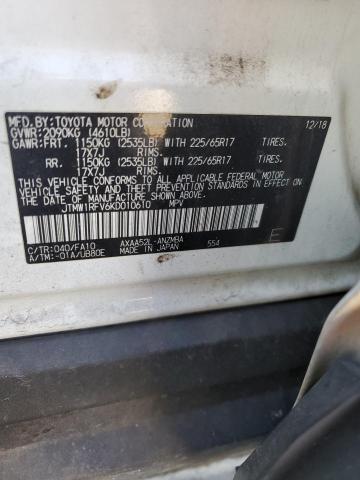 MFD.BY:TOYOTA MOTOR CORPORATION 12/18
GVWR:2090KG (4610LB)
GAWR:FRT. 1150KG (2535LB) WITH 225/65R17 TIRES.
17X7J RIMS.
RR. 1150KG (2535LB) WITH 225/65R17 TIRES.
17X7J RIMS.
THIS VEHICLE CONFORMS TO ALL APPLICABLE FEDERAL MOTOR VEHICLE SAFETY STANDARDS IN EFFECT ON THE DATE OF MANUFACTURE SHOWN ABOVE.
JTMW1RFV6KD010610 MPV
C/TR:040/FA10 AXAA52L-ANZMBA 554 E
A/TM:-01A/UB80E MADE IN JAPAN